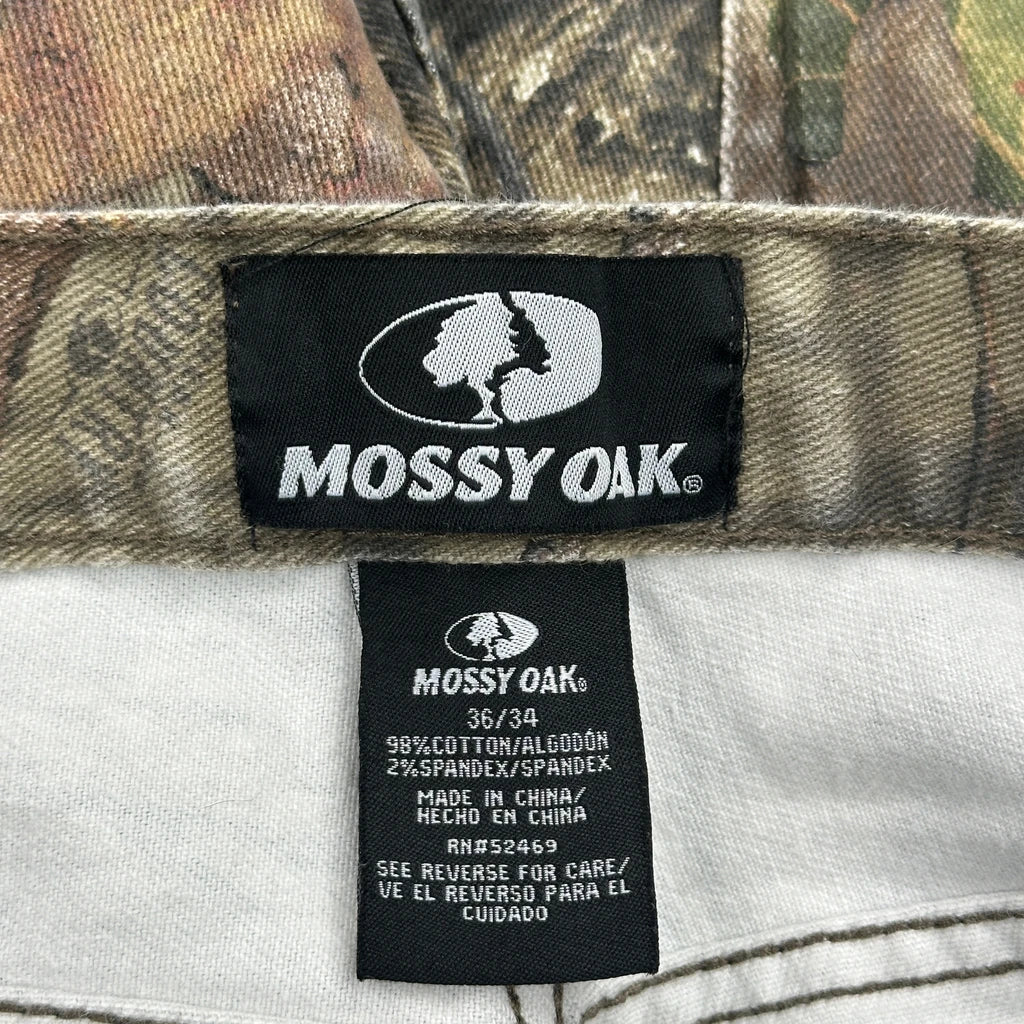 MOSSY OAK®
MOSSY OAK®
36/34
98%COTTON/ALGODÓN
2%SPANDEX/SPANDEX
MADE IN CHINA/
HECHO EN CHINA
RN#52469
SEE REVERSE FOR CARE/
VE EL REVERSO PARA EL
CUIDADO